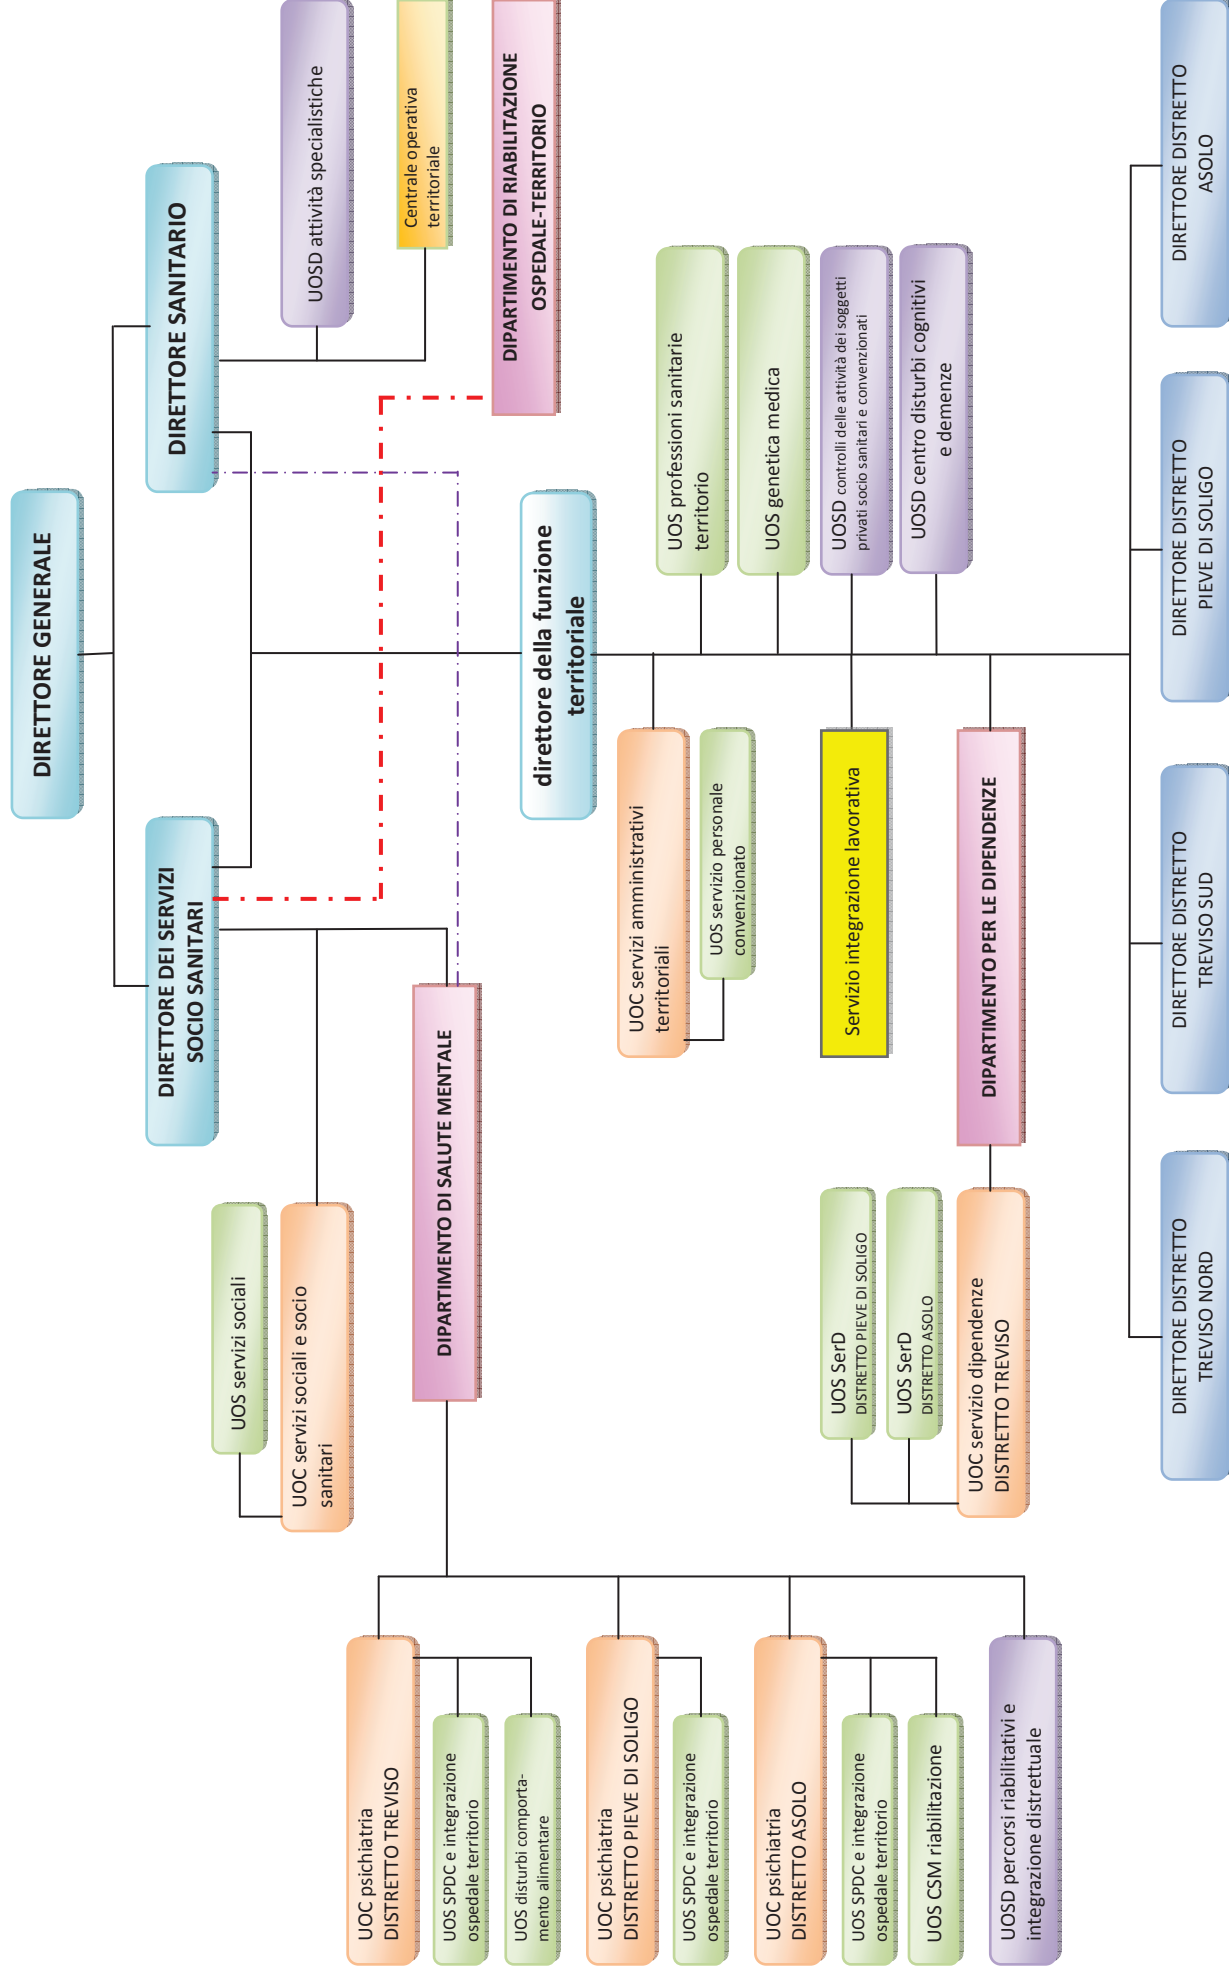 DIRETTORE GENERALE
DIRETTORE DEI SERVIZI
SOCIO SANITARI
DIRETTORE SANITARIO
UOS servizi sociali
UOC servizi sociali e socio
sanitari
UOSD attività specialistiche
Centrale operativa
territoriale
DIPARTIMENTO DI SALUTE MENTALE
DIPARTIMENTO DI RIABILITAZIONE
OSPEDALE-TERRITORIO
UOC psichiatria
DISTRETTO TREVISO
UOS SPDC e integrazione
ospedale territorio
UOS disturbi comporta-
mento alimentare
UOC psichiatria
DISTRETTO PIEVE DI SOLIGO
UOS SPDC e integrazione
ospedale territorio
UOC psichiatria
DISTRETTO ASOLO
UOS SPDC e integrazione
ospedale territorio
UOS CSM riabilitazione
UOSD percorsi riabilitativi e
integrazione distrettuale
direttore della funzione
territoriale
UOC servizi amministrativi
territoriali
UOS servizio personale
convenzionato
UOS professioni sanitarie
territorio
UOS genetica medica
Servizio integrazione lavorativa
UOSD controlli delle attività dei soggetti
privati socio sanitari e convenzionati
UOSD centro disturbi cognitivi
e demenze
UOS SerD
DISTRETTO PIEVE DI SOLIGO
UOS SerD
DISTRETTO ASOLO
UOC servizio dipendenze
DISTRETTO TREVISO
DIPARTIMENTO PER LE DIPENDENZE
DIRETTORE DISTRETTO
TREVISO NORD
DIRETTORE DISTRETTO
TREVISO SUD
DIRETTORE DISTRETTO
PIEVE DI SOLIGO
DIRETTORE DISTRETTO
ASOLO